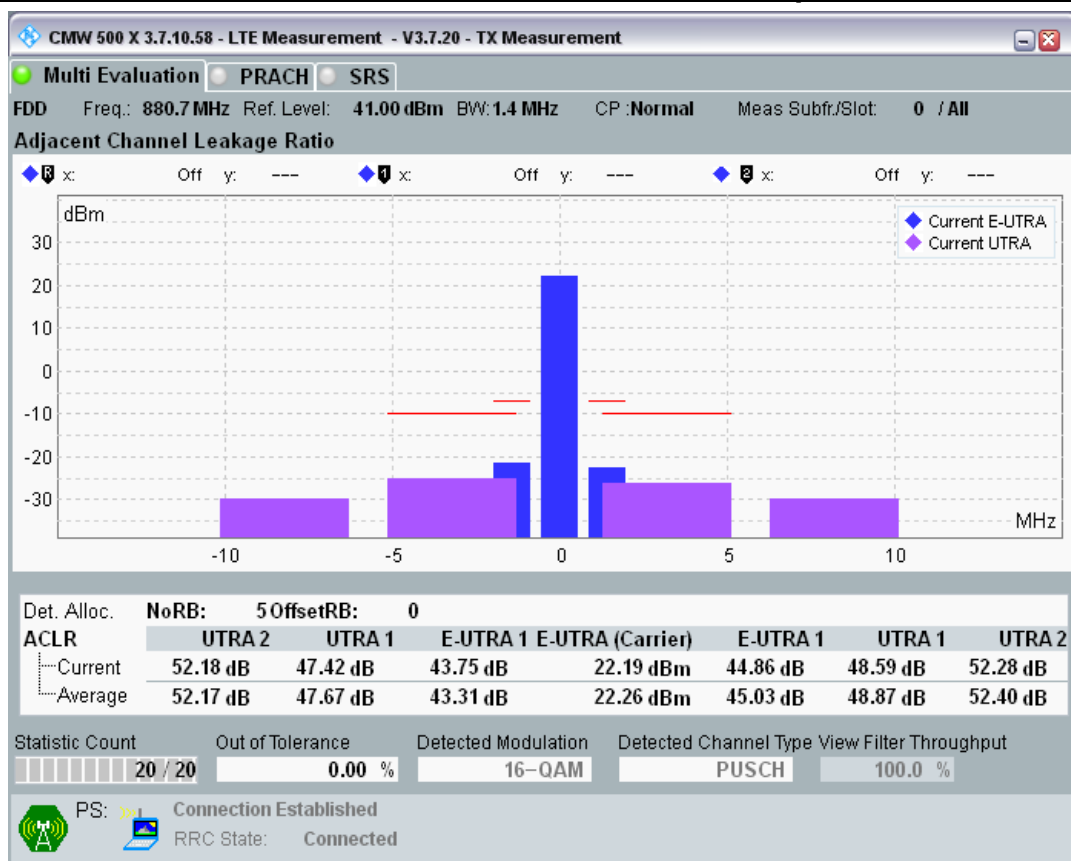 CMW 500 X 3.7.10.58 - LTE Measurement - V3.7.20 - TX Measurement
Multi Evaluation PRACH SRS
FDD Freq.: 880.7 MHz Ref. Level: 41.00 dBm BW: 1.4 MHz CP :Normal Meas Subfr./Slot: 0 / All
Adjacent Channel Leakage Ratio
R x: Off y: --- 1 x: Off y: --- 2 x: Off y: ---
dBm
Current E-UTRA
Current UTRA
30
20
10
0
-10
-20
-30
MHz
-10 -5 0 5 10
Det. Alloc. NoRB: 5 OffsetRB: 0
ACLR UTRA 2 UTRA 1 E-UTRA 1 E-UTRA (Carrier) E-UTRA 1 UTRA 1 UTRA 2
Current 52.18 dB 47.42 dB 43.75 dB 22.19 dBm 44.86 dB 48.59 dB 52.28 dB
Average 52.17 dB 47.67 dB 43.31 dB 22.26 dBm 45.03 dB 48.87 dB 52.40 dB
Statistic Count Out of Tolerance Detected Modulation Detected Channel Type View Filter Throughput
20 / 20 0.00 % 16-QAM PUSCH 100.0 %
PS: Connection Established
RRC State: Connected